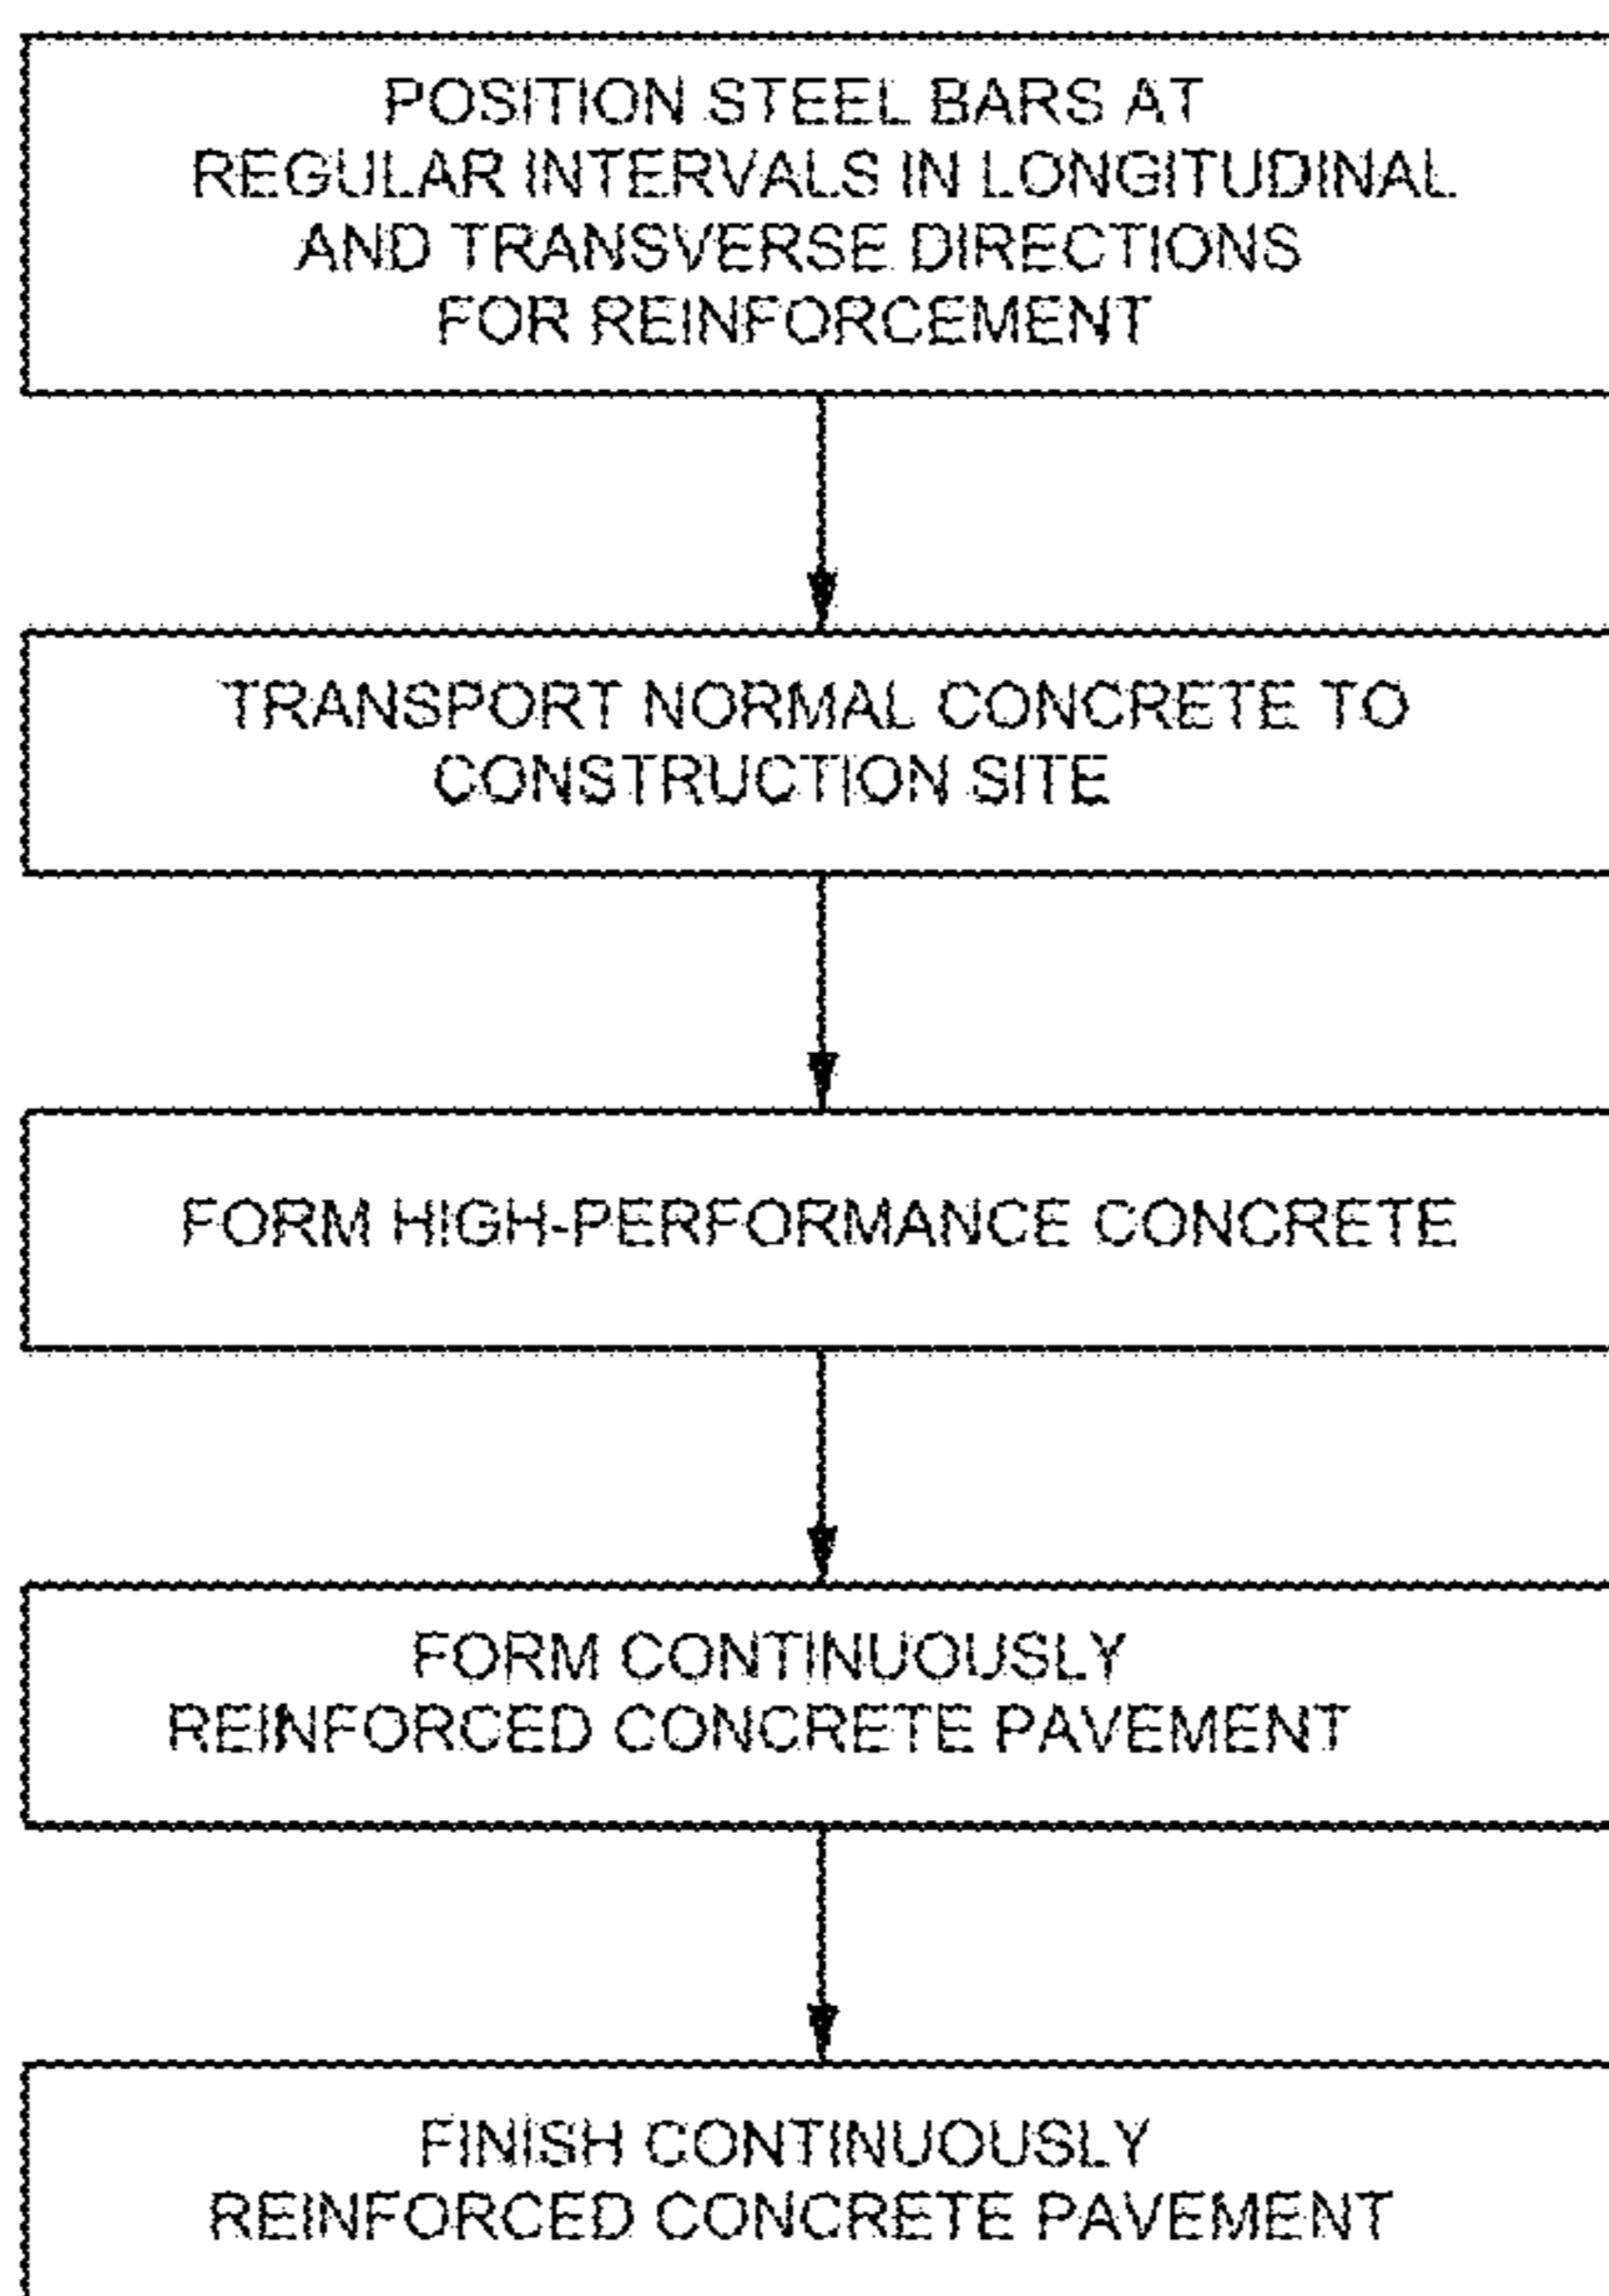 POSITION STEEL BARS AT
REGULAR INTERVALS IN LONGITUDINAL
AND TRANSVERSE DIRECTIONS
FOR REINFORCEMENT
TRANSPORT NORMAL CONCRETE TO
CONSTRUCTION SITE
FORM HIGH-PERFORMANCE CONCRETE
FORM CONTINUOUSLY
REINFORCED CONCRETE PAVEMENT
FINISH CONTINUOUSLY
REINFORCED CONCRETE PAVEMENT